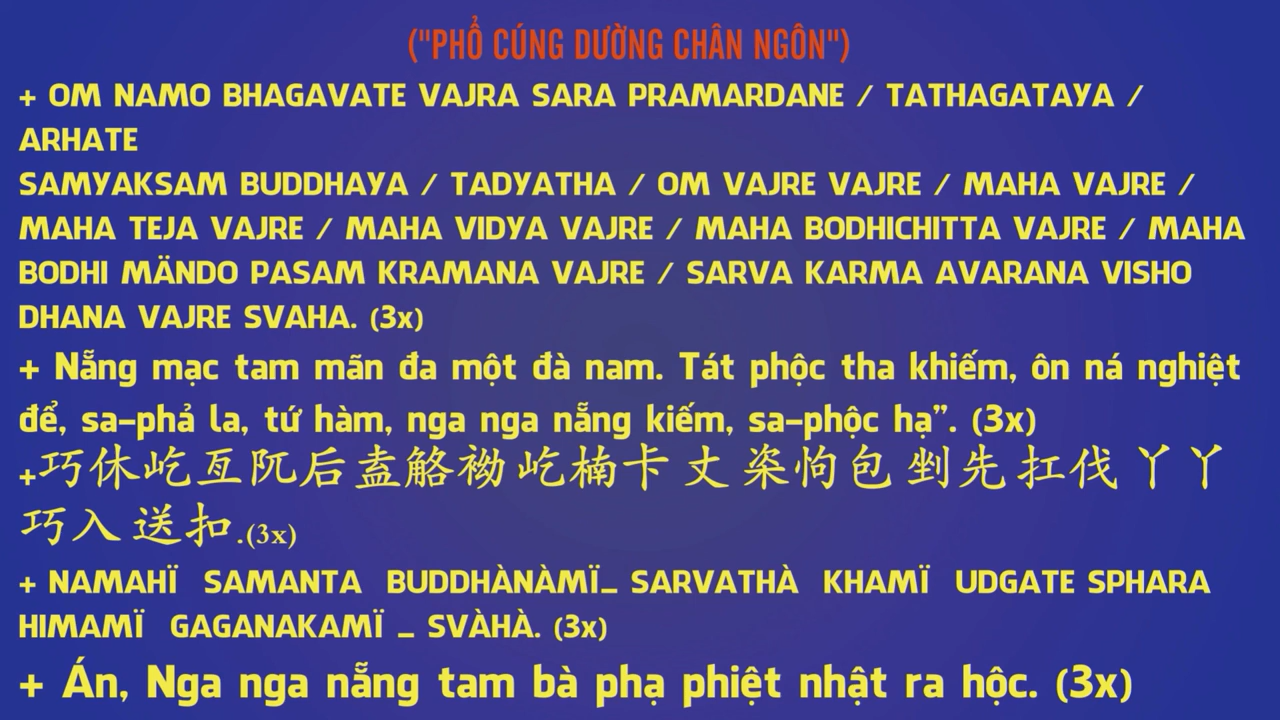 ("PHỔ CÚNG DƯỜNG CHÂN NGÔN")
+ OM NAMO BHAGAVATE VAJRA SARA PRAMARDANE / TATHAGATAYA /
ARHATE
SAMYAKSAM BUDDHAYA / TADYATHA / OM VAJRE VAJRE / MAHA VAJRE /
MAHA TEJA VAJRE / MAHA VIDYA VAJRE / MAHA BODHICHITTA VAJRE / MAHA
BODHI MÄNDO PASAM KRAMANA VAJRE / SARVA KARMA AVARANA VISHO
DHANA VAJRE SVAHA. (3x)
+ Nẵng mạc tam mãn đa một đà nam. Tát phộc tha khiếm, ôn ná nghiệt
để, sa-phả la, tứ hàm, nga nga nẵng kiếm, sa-phộc hạ”. (3x)
+巧休屹亙阢后盍觡袎屹楠卡丈 姿怐包 剉先 扛伐 丫丫
巧入 送扣.(3x)
+ NAMAHÏ SAMANTA BUDDHÀNÀMÏ_ SARVATHÀ KHAMÏ UDGATE SPHARA
HIMAMÏ GAGANAKAMÏ _ SVÀHÀ. (3x)
+ Án, Nga nga nẵng tam bà phạ phiệt nhật ra hộc. (3x)